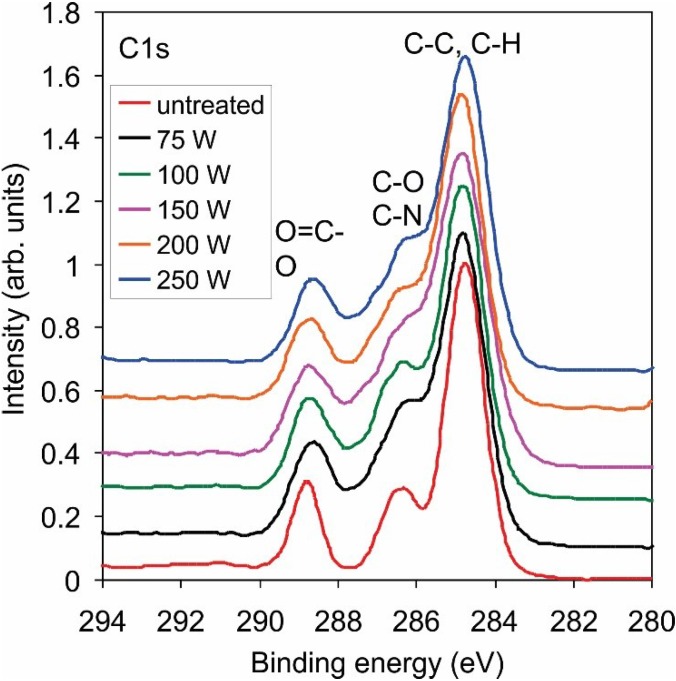 1.8
1.6
1.4
1.2
1
0.8
0.6
0.4
0.2
0
Intensity (arb. units)
C1s
untreated
75 W
100 W
150 W
200 W
250 W
C-C, C-H
C-O
C-N
O=C-
O
294 292 290 288 286 284 282 280
Binding energy (eV)